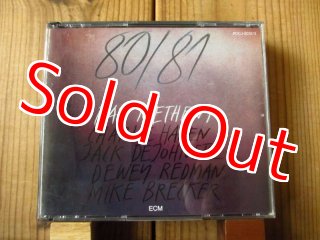 80/81
PAT METHENY
CHARLIE HADEN
JACK DEJOHNETTE
DEWEY REDMAN
MIKE BRECKER
ECM
Sold Out